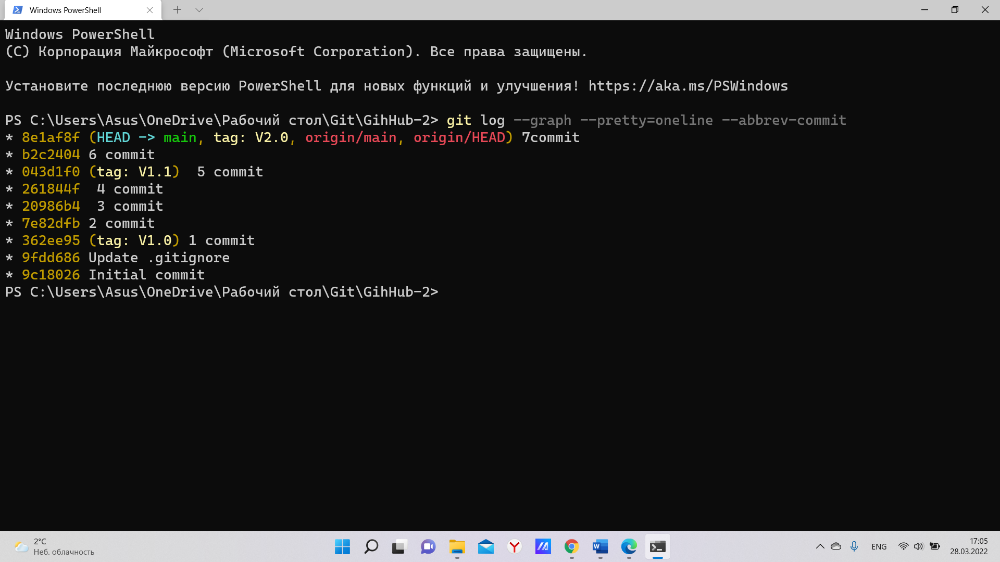 Windows PowerShell
Windows PowerShell
(C) Корпорация Майкрософт (Microsoft Corporation). Все права защищены.
Установите последнюю версию PowerShell для новых функций и улучшения! https://aka.ms/PSWindows
PS C:\Users\Asus\OneDrive\Рабочий стол\Git\GihHub-2> git log --graph --pretty=oneline --abbrev-commit
* 8e1af8f (HEAD -> main, tag: V2.0, origin/main, origin/HEAD) 7commit
* b2c2404 6 commit
* 043d1f0 (tag: V1.1)  5 commit
* 261844f  4 commit
* 20986b4  3 commit
* 7e82dfb 2 commit
* 362ee95 (tag: V1.0) 1 commit
* 9fdd686 Update .gitignore
* 9c18026 Initial commit
PS C:\Users\Asus\OneDrive\Рабочий стол\Git\GihHub-2>
2°C
Неб. облачность
ENG
17:05
28.03.2022